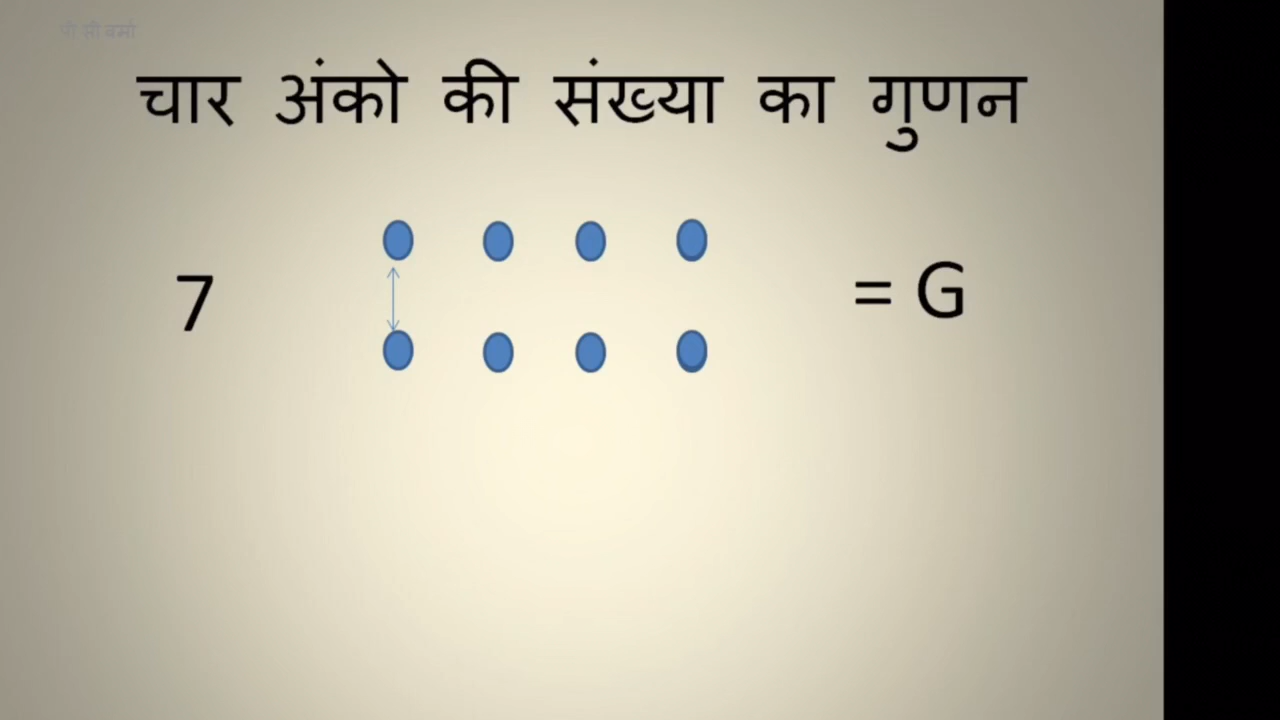 चार अंको की संख्या का गुणन
7 = G